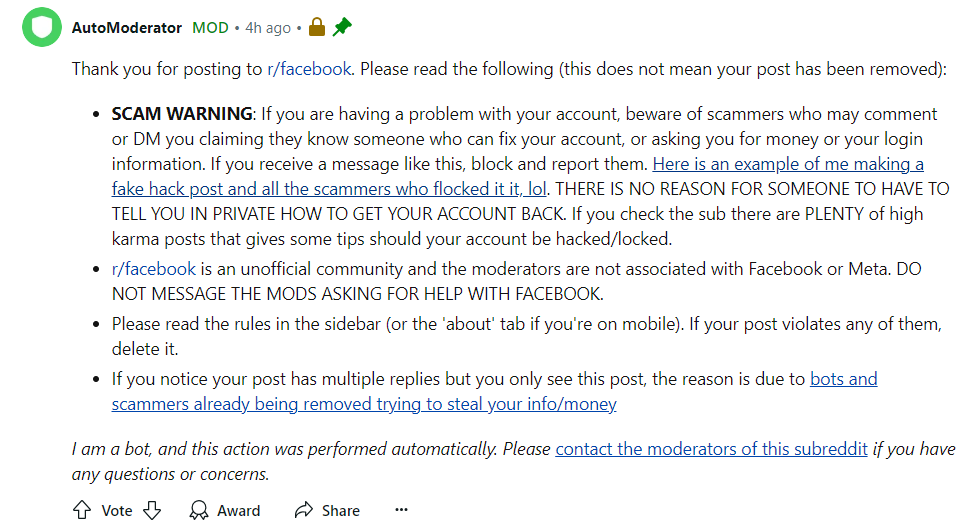 AutoModerator MOD • 4h ago •
Thank you for posting to r/facebook. Please read the following (this does not mean your post has been removed):
• SCAM WARNING: If you are having a problem with your account, beware of scammers who may comment
or DM you claiming they know someone who can fix your account, or asking you for money or your login
information. If you receive a message like this, block and report them. Here is an example of me making a
fake hack post and all the scammers who flocked it it, lol. THERE IS NO REASON FOR SOMEONE TO HAVE TO
TELL YOU IN PRIVATE HOW TO GET YOUR ACCOUNT BACK. If you check the sub there are PLENTY of high
karma posts that gives some tips should your account be hacked/locked.
• r/facebook is an unofficial community and the moderators are not associated with Facebook or Meta. DO
NOT MESSAGE THE MODS ASKING FOR HELP WITH FACEBOOK.
• Please read the rules in the sidebar (or the 'about' tab if you're on mobile). If your post violates any of them,
delete it.
• If you notice your post has multiple replies but you only see this post, the reason is due to bots and
scammers already being removed trying to steal your info/money
I am a bot, and this action was performed automatically. Please contact the moderators of this subreddit if you have
any questions or concerns.
Vote Award Share ...